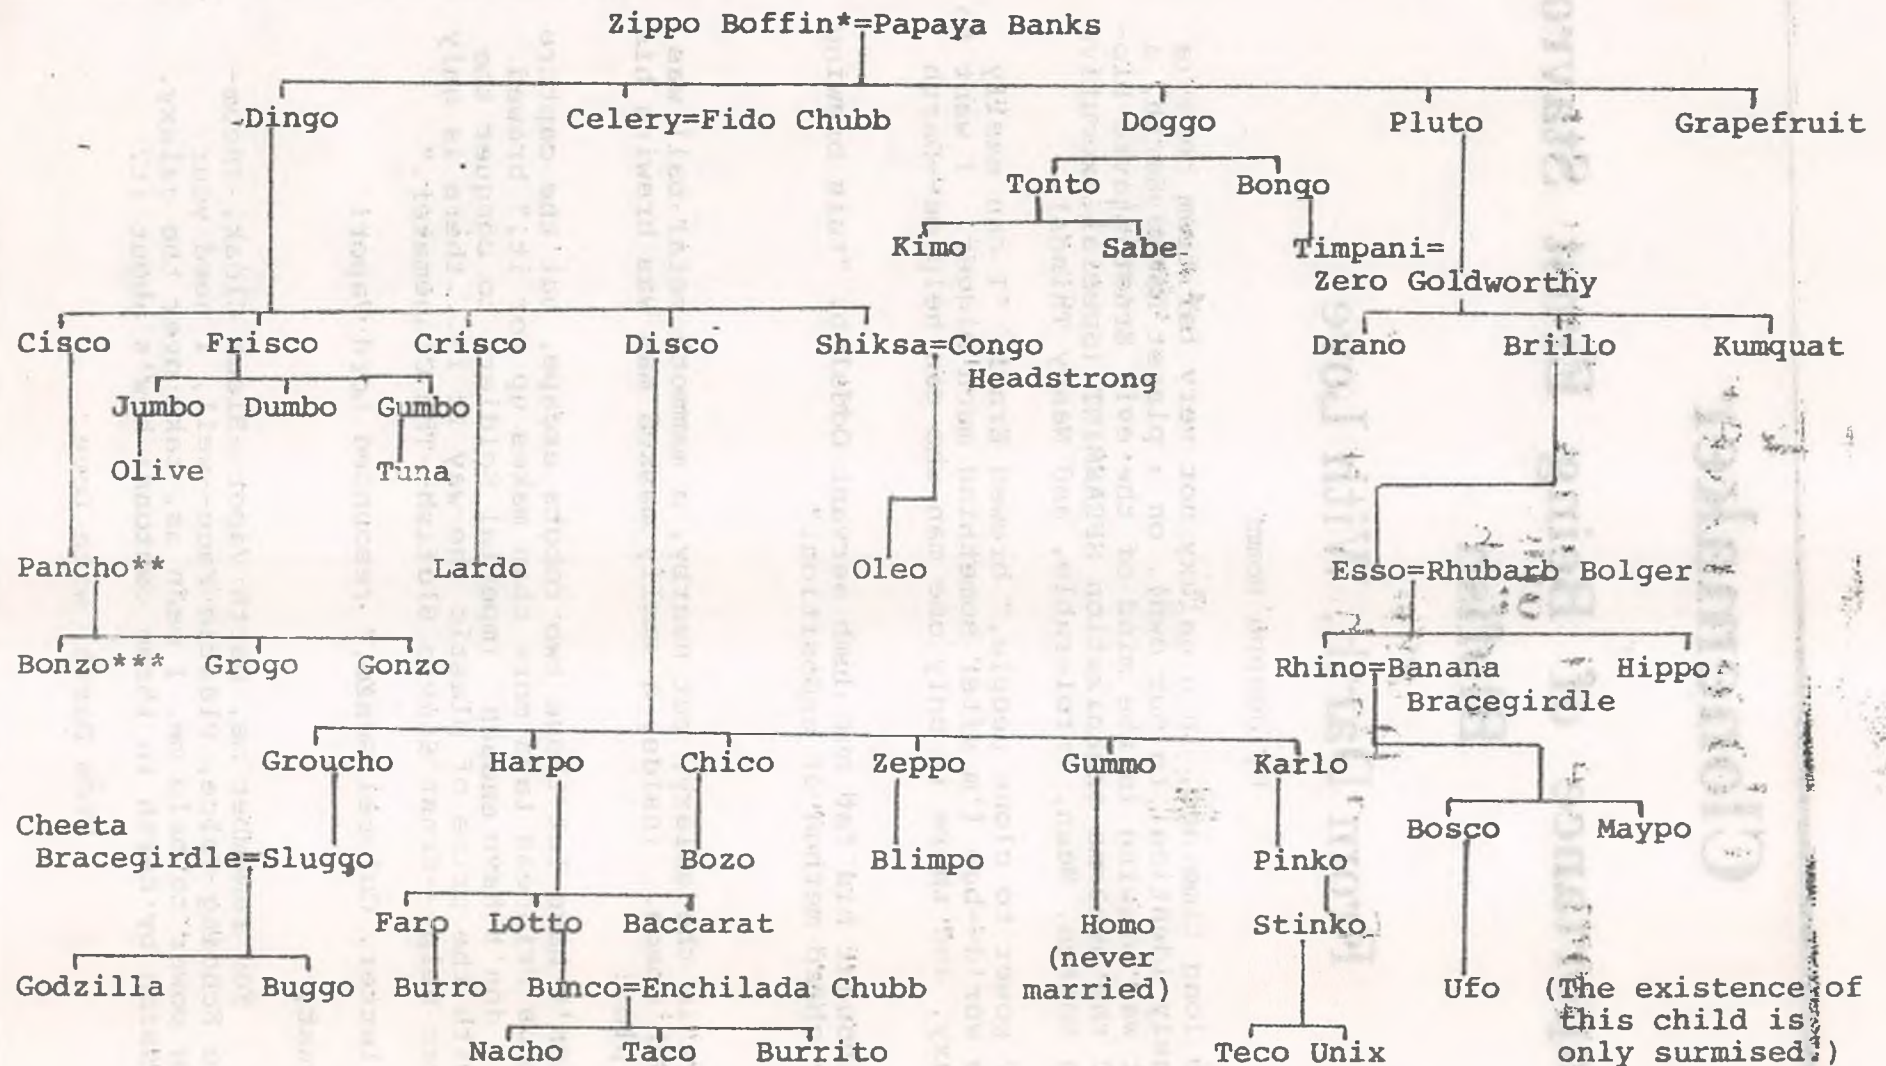 Zippo Boffin*=Papaya Banks
Dingo Celery=Fido Chubb Doggo Pluto Grapefruit
Tonto Bongo
Kimo Sabe Timpani=
Zero Goldworthy
Cisco Frisco Crisco Disco Shiksa=Congo Drano Brillo Kumquat
Headstrong
Jumbo Dumbo Gumbo
Olive Tuna
Pancho** Lardo Oleo Esso=Rhubarb Bolger
Bonzo*** Grogo Gonzo Rhino=Banana Hippo
Bracegirdle
Groucho Harpo Chico Zeppo Gummo Karlo
Cheeta Bosco Maypo
Bracegirdle=Sluggo Bozo Blimpo Pinko
Faro Lotto Baccarat Homo Stinko
(never
Godzilla Buggo Burro Bunco=Enchilada Chubb married) Ufo (The existence of
this child is
Nacho Taco Burrito Teco Unix only surmised.)